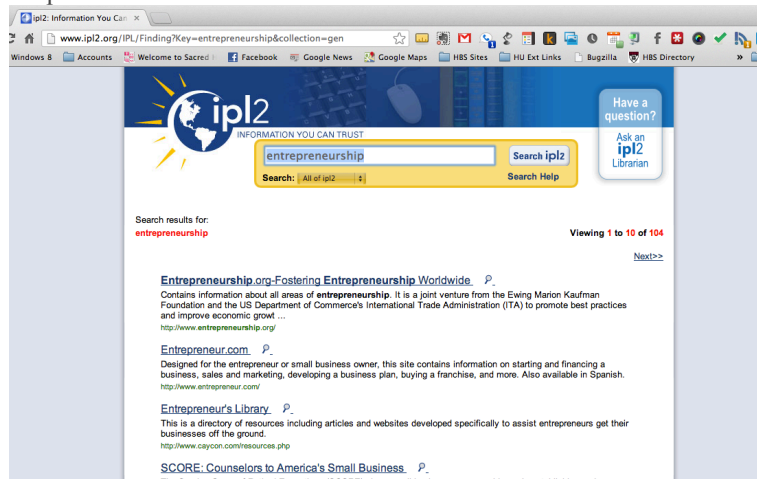 ipl2: Information You Can
www.ipl2.org/IPL/Finding?Key=entrepreneurship&collection=gen
Windows 8 Accounts Welcome to Sacred Facebook Google News Google Maps HBS Sites HU Ext Links Bugzilla HBS Directory »
ipl2
INFORMATION YOU CAN TRUST
Have a
question?
Ask an
ipl2
Librarian
entrepreneurship
Search ipl2
Search: All of ipl2
Search Help
Search results for:
entrepreneurship
Viewing 1 to 10 of 104
Next>>
Entrepreneurship.org-Fostering Entrepreneurship Worldwide
Contains information about all areas of entrepreneurship. It is a joint venture from the Ewing Marion Kaufman
Foundation and the US Department of Commerce's International Trade Administration (ITA) to promote best practices
and improve economic growt ...
http://www.entrepreneurship.org/
Entrepreneur.com
Designed for the entrepreneur or small business owner, this site contains information on starting and financing a
business, sales and marketing, developing a business plan, buying a franchise, and more. Also available in Spanish.
http://www.entrepreneur.com/
Entrepreneur's Library
This is a directory of resources including articles and websites developed specifically to assist entrepreneurs get their
businesses off the ground.
http://www.caycon.com/resources.php
SCORE: Counselors to America's Small Business